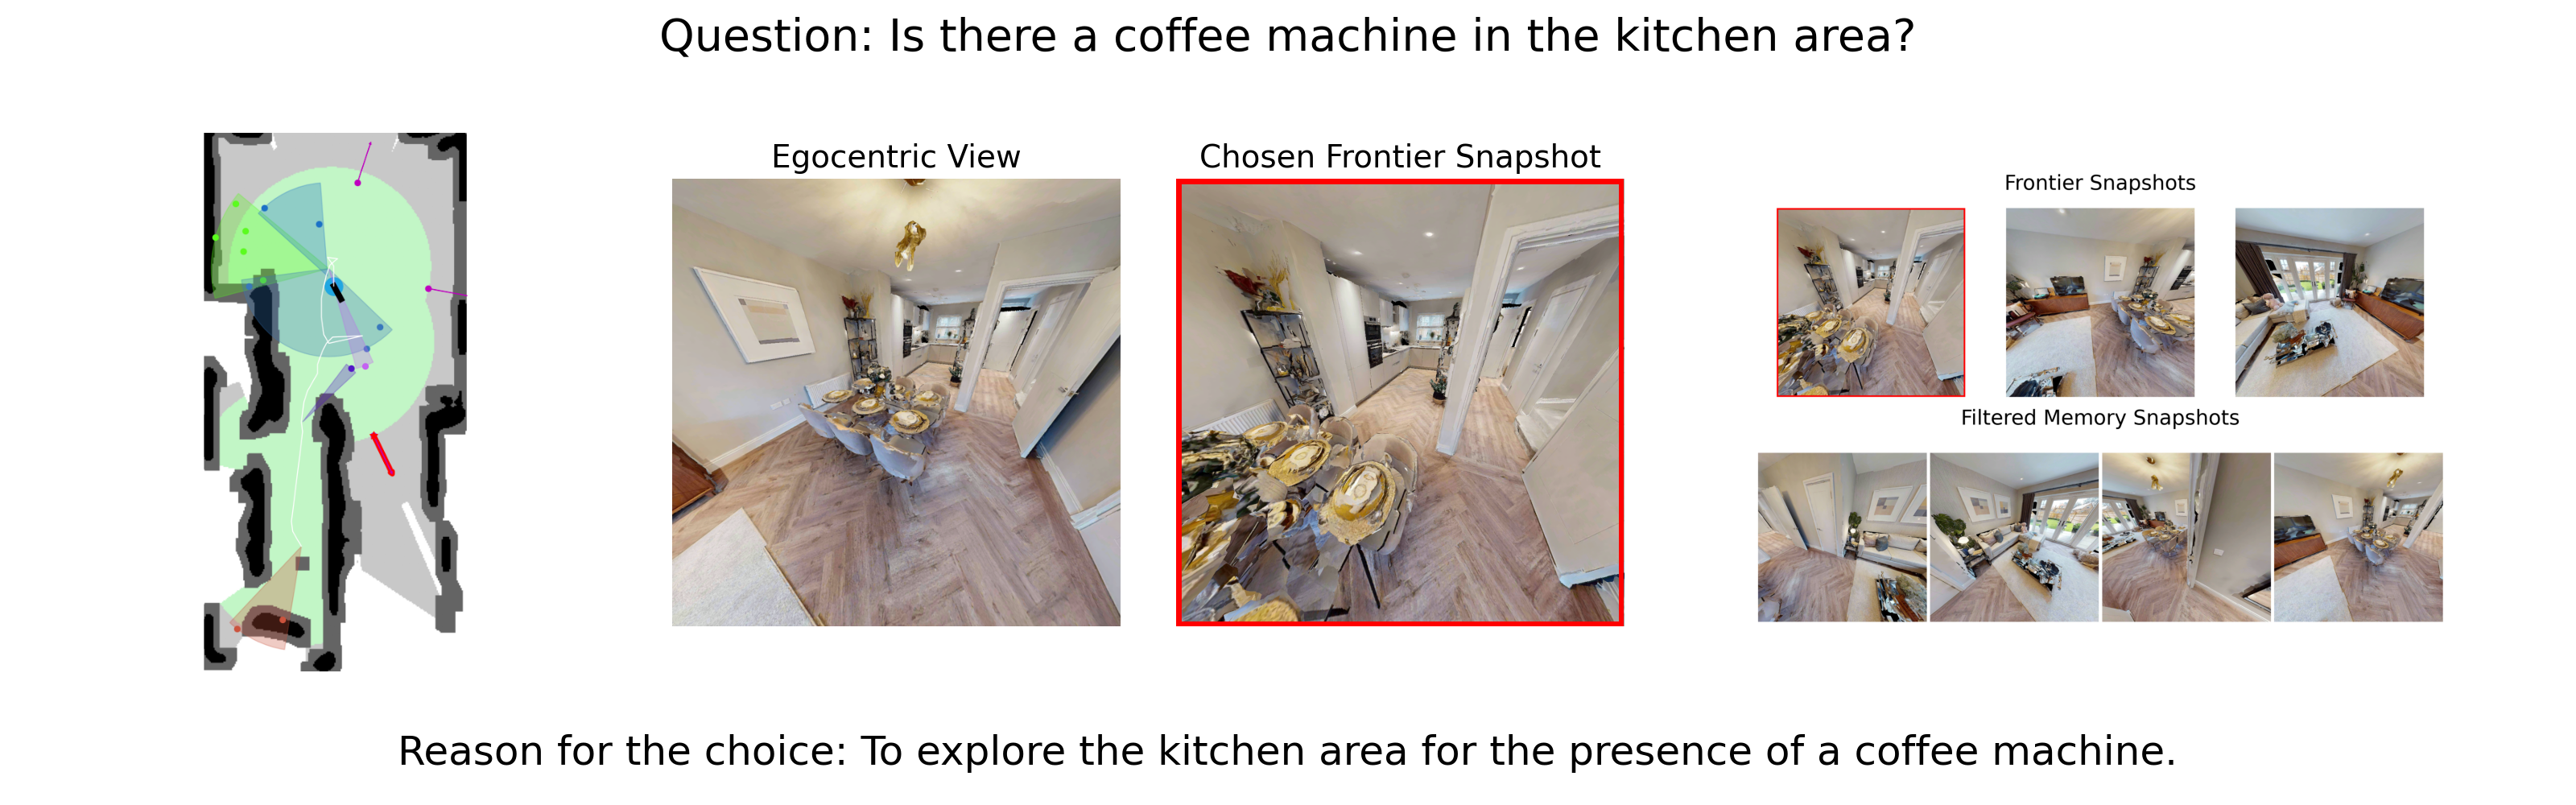 Question: Is there a coffee machine in the kitchen area?
Egocentric View
Chosen Frontier Snapshot
Frontier Snapshots
Filtered Memory Snapshots
Reason for the choice: To explore the kitchen area for the presence of a coffee machine.